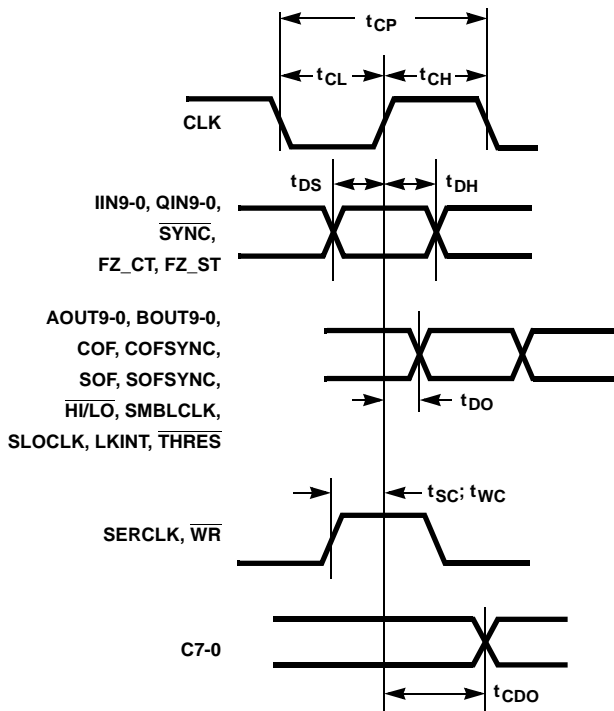 tCP
tCL tCH
CLK
tDS tDH
IIN9-0, QIN9-0,
SYNC,
FZ_CT, FZ_ST
AOUT9-0, BOUT9-0,
COF, COFSYNC,
SOF, SOFSYNC,
HI/LO, SMBLCLK,
SLOCLK, LKINT, THRES
tDO
tSC; tWC
SERCLK, WR
C7-0
tCDO